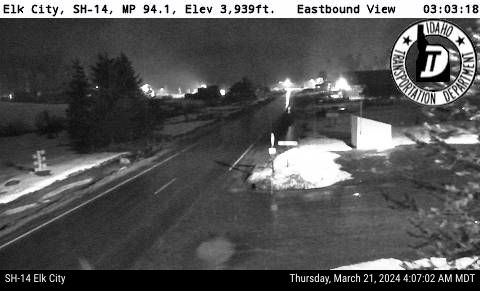 Elk City, SH-14, MP 94.1, Elev 3,939ft. Eastbound View 03:03:18
IDAHO
TRANSPORTATION DEPARTMENT
SH-14 Elk City Thursday, March 21, 2024 4:07:02 AM MDT